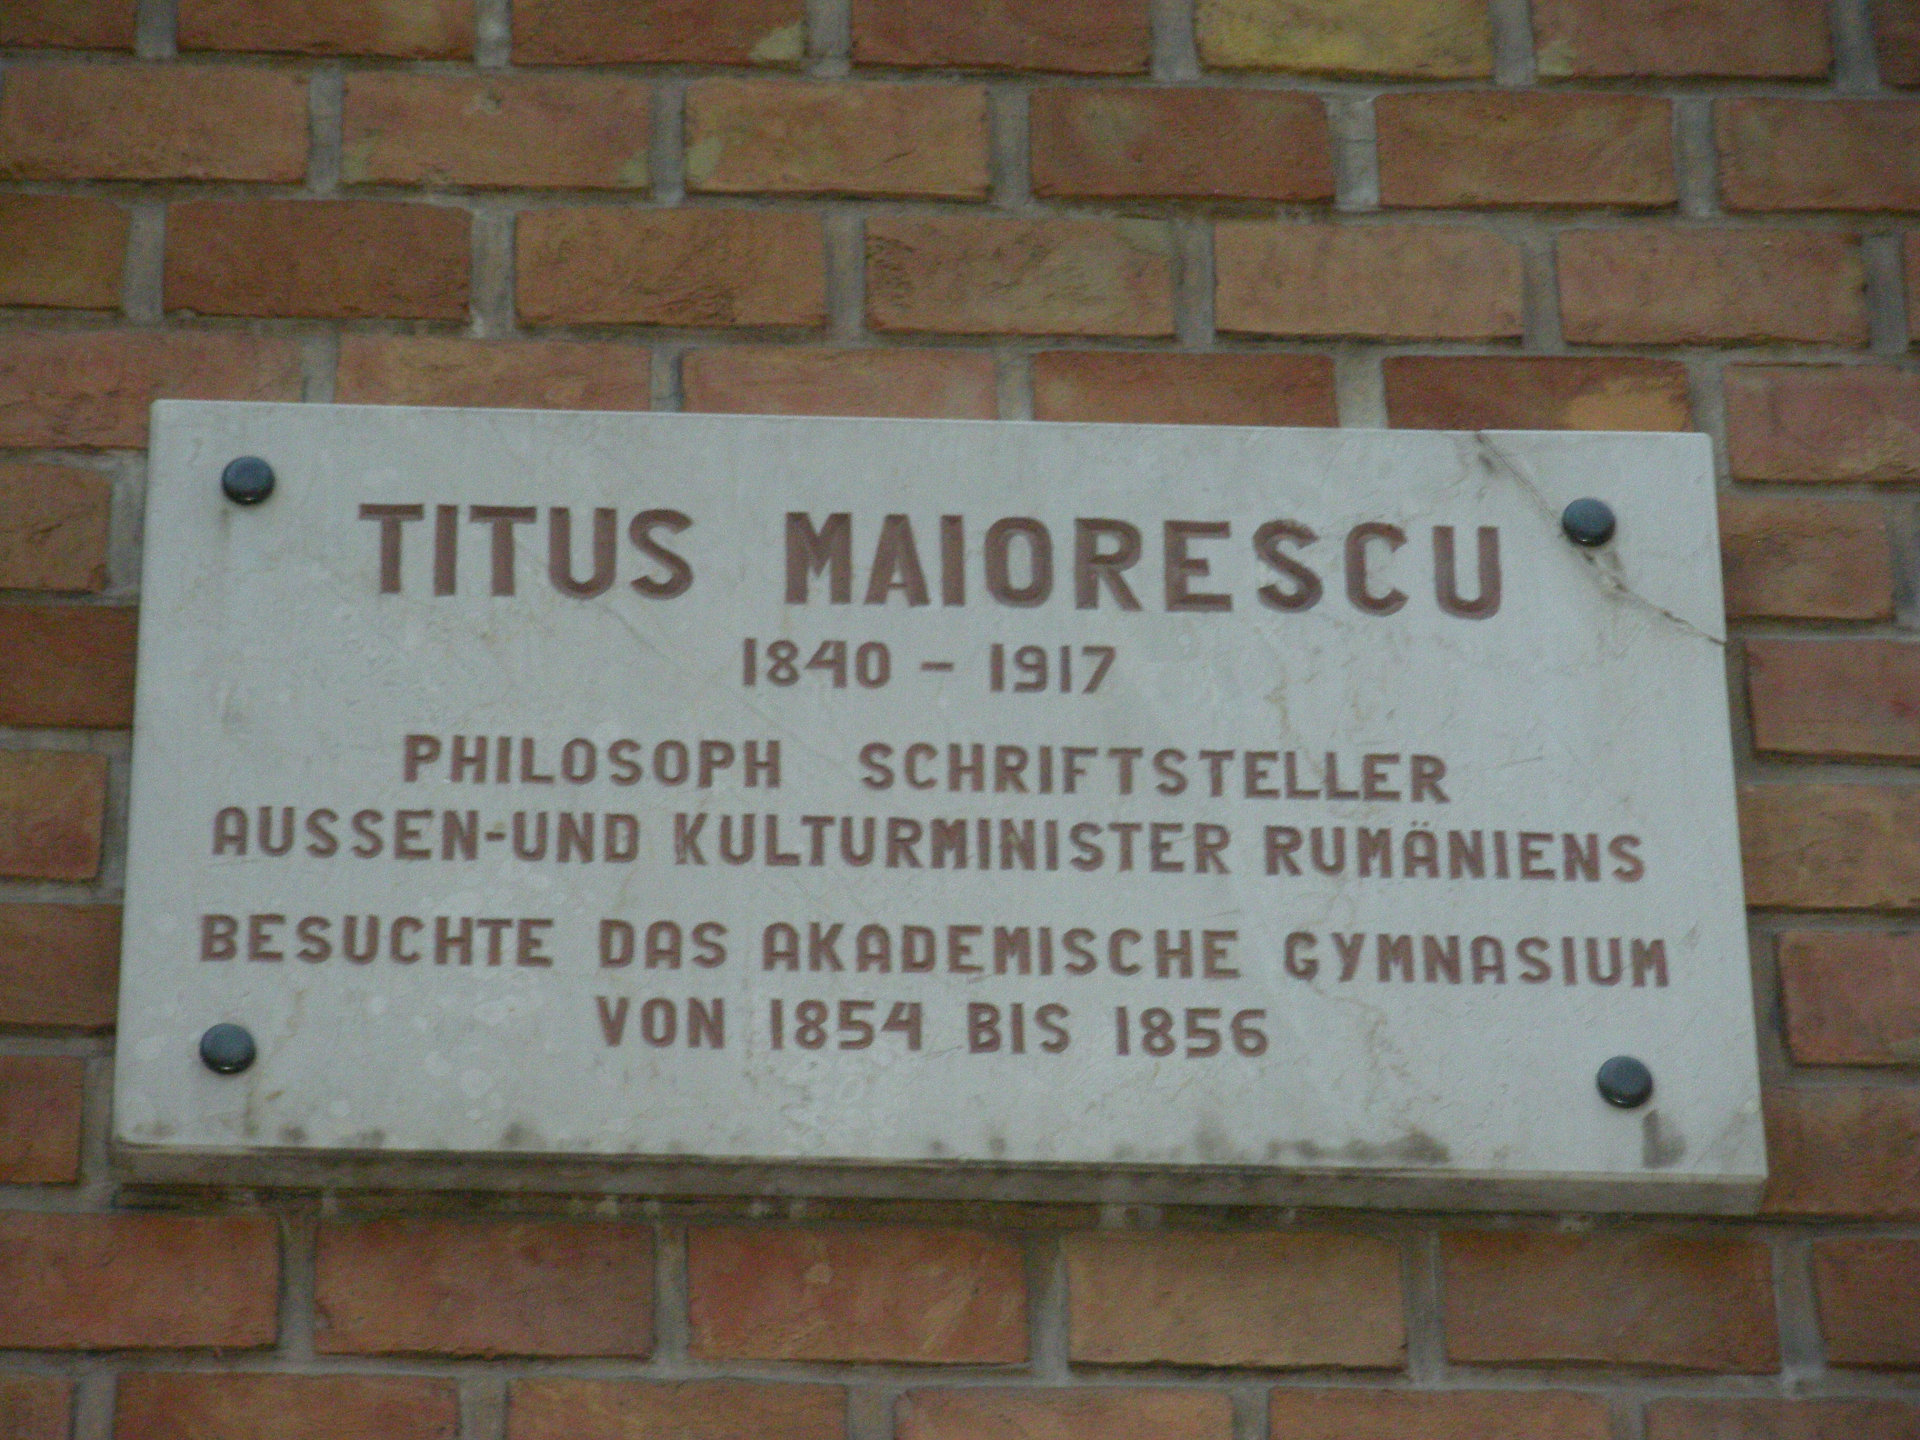 TITUS MAIORESCU
1840 - 1917
PHILOSOPH SCHRIFTSTELLER
AUSSEN-UND KULTURMINISTER RUMÄNIENS
BESUCHTE DAS AKADEMISCHE GYMNASIUM
VON 1854 BIS 1856